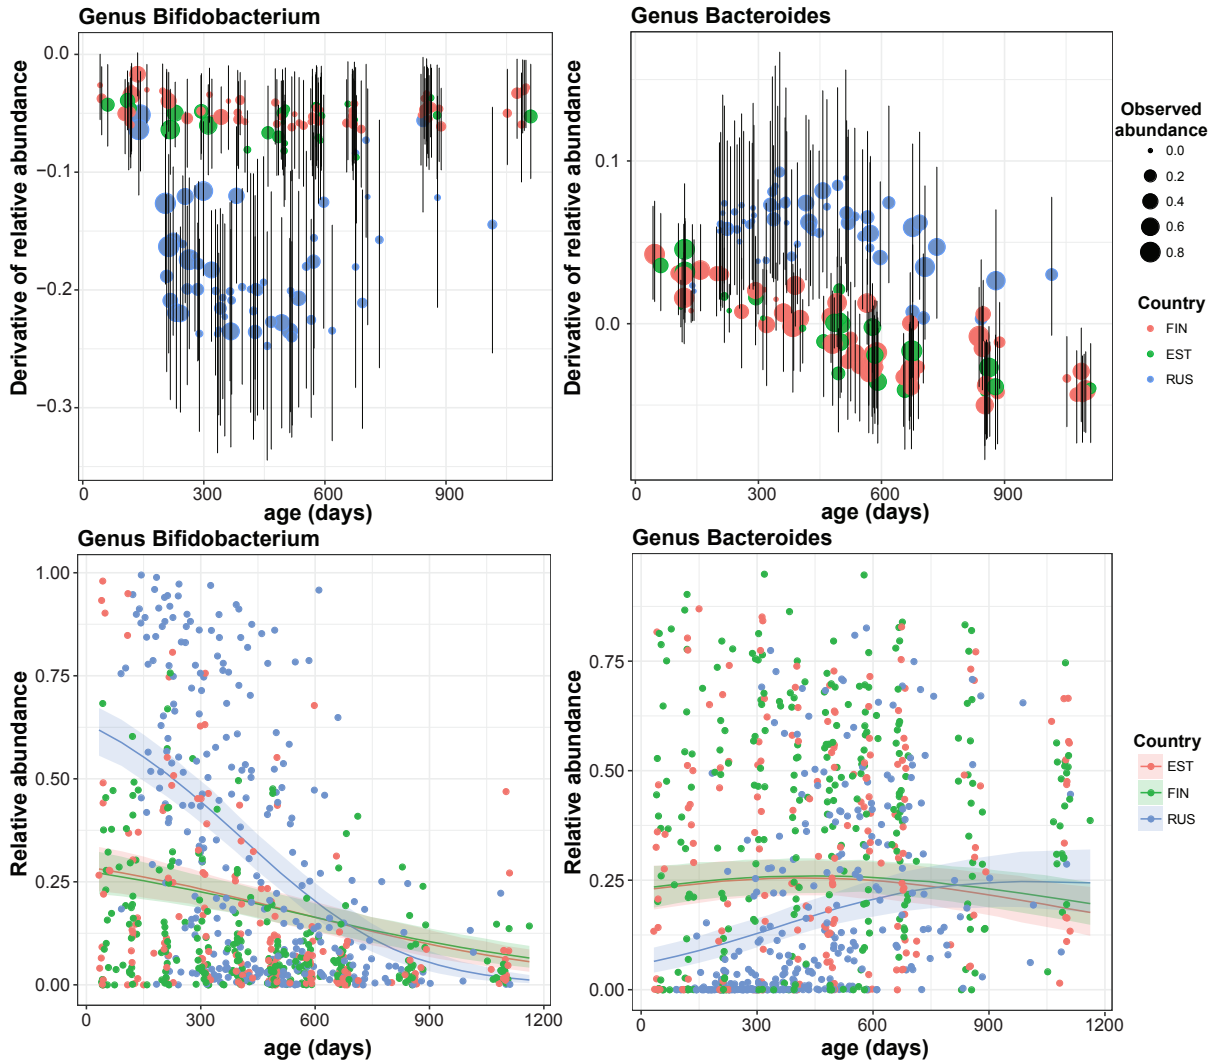 Genus Bifidobacterium
Derivative of relative abundance
0.0
−0.1
−0.2
−0.3
0
300
600
900
age (days)
Genus Bacteroides
Derivative of relative abundance
0.1
0.0
0
300
600
900
age (days)
Observed
abundance
0.0
0.2
0.4
0.6
0.8
Country
FIN
EST
RUS
Genus Bifidobacterium
Relative abundance
1.00
0.75
0.50
0.25
0.00
0
300
600
900
1200
age (days)
Genus Bacteroides
Relative abundance
0.75
0.50
0.25
0.00
0
300
600
900
1200
age (days)
Country
EST
FIN
RUS